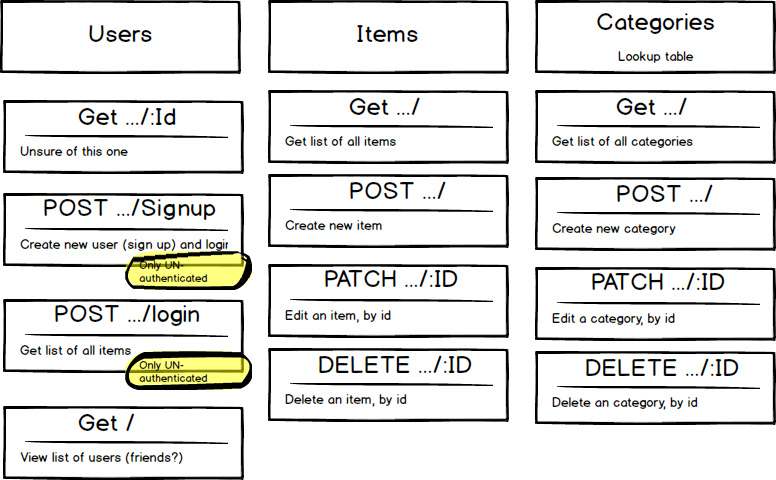 Users
Get .../:Id
Unsure of this one
POST .../Signup
Create new user (sign up) and login
Only UN-
authenticated
POST .../login
Get list of all items
Only UN-
authenticated
Get /
View list of users (friends?)
Items
Get .../
Get list of all items
POST .../
Create new item
PATCH .../:ID
Edit an item, by id
DELETE .../:ID
Delete an item, by id
Categories
Lookup table
Get .../
Get list of all categories
POST .../
Create new category
PATCH .../:ID
Edit a category, by id
DELETE .../:ID
Delete an category, by id